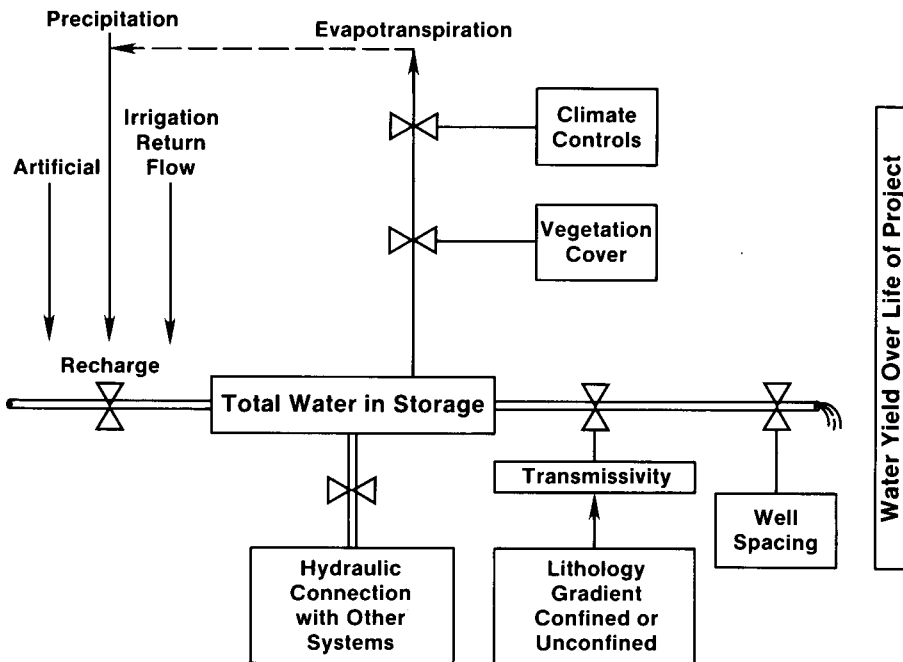 Precipitation
Evapotranspiration
Irrigation
Return
Flow
Artificial
Climate
Controls
Vegetation
Cover
Recharge
Total Water in Storage
Transmissivity
Well
Spacing
Hydraulic
Connection
with Other
Systems
Lithology
Gradient
Confined or
Unconfined
Water Yield Over Life of Project